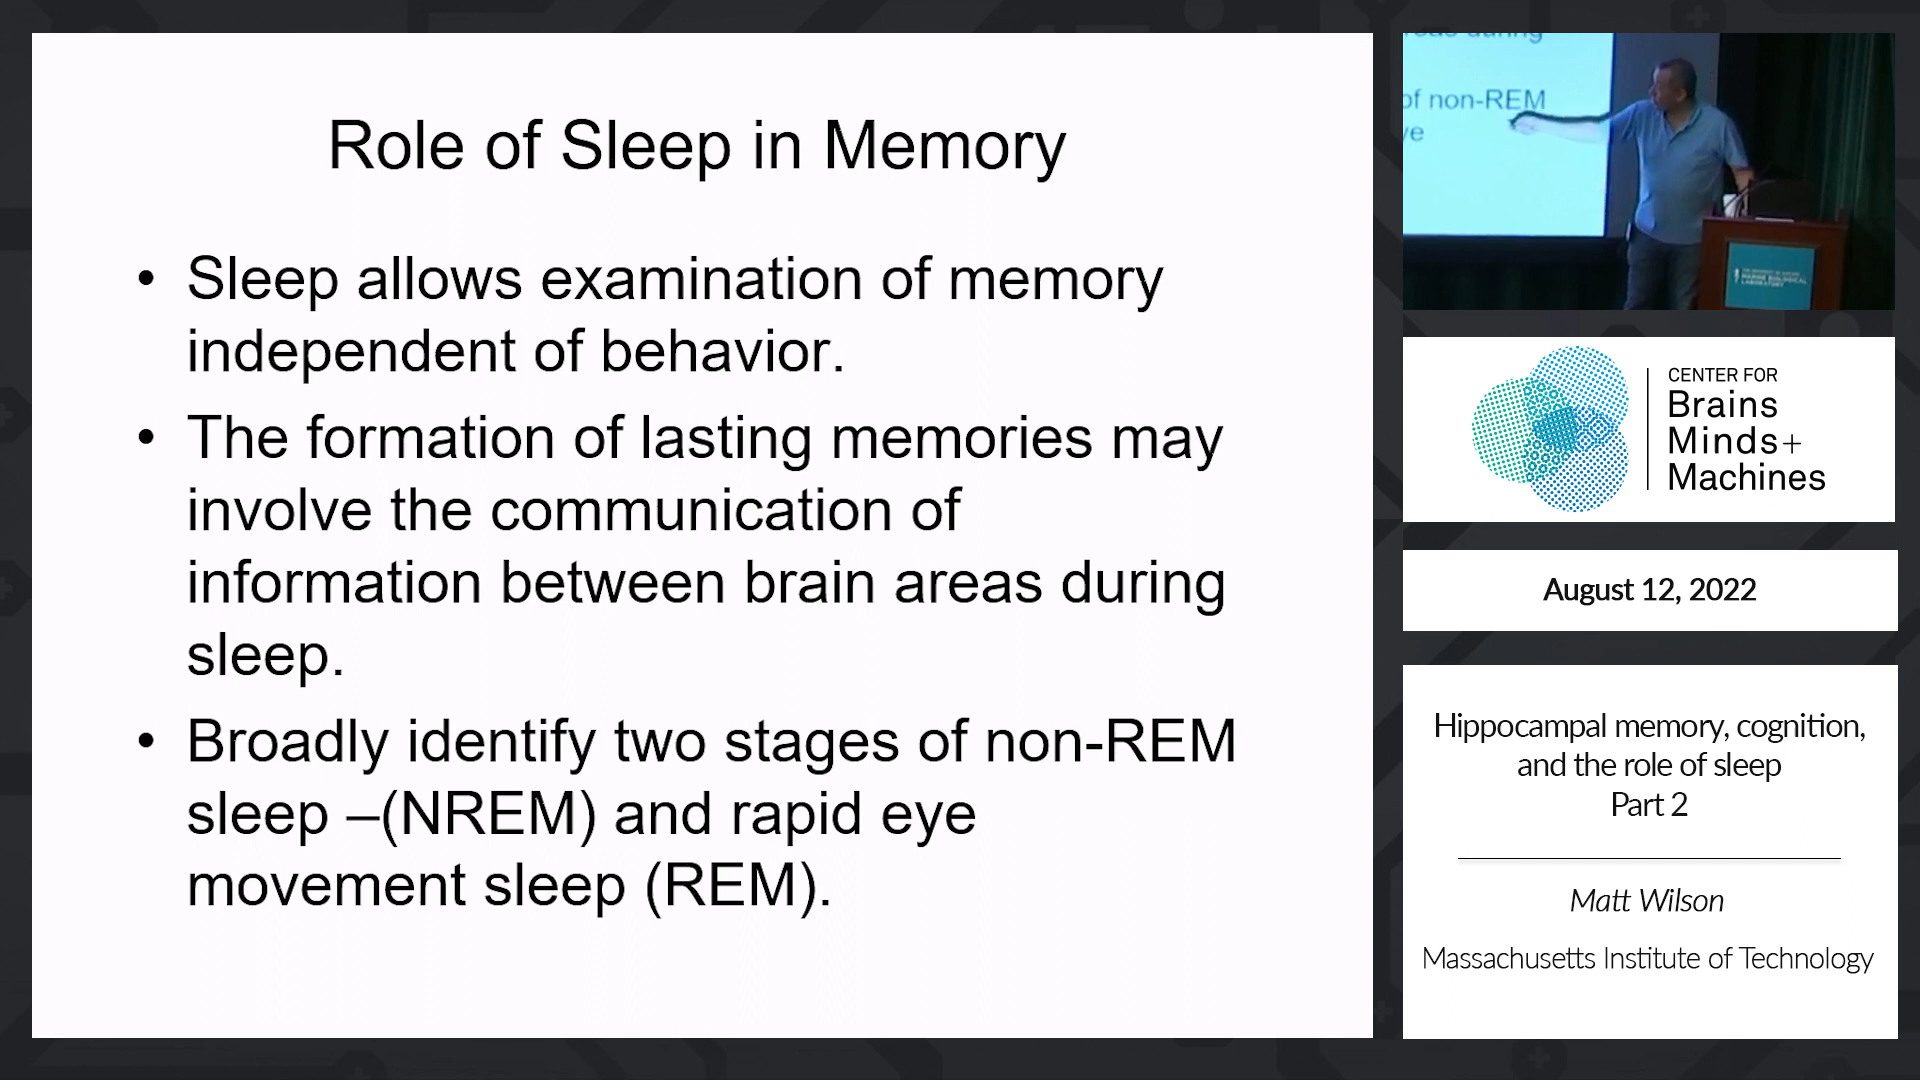 Role of Sleep in Memory
• Sleep allows examination of memory
independent of behavior.
• The formation of lasting memories may
involve the communication of
information between brain areas during
sleep.
• Broadly identify two stages of non-REM
sleep –(NREM) and rapid eye
movement sleep (REM).
during
of non-REM
CENTER FOR
Brains
Minds+
Machines
August 12, 2022
Hippocampal memory, cognition,
and the role of sleep
Part 2
Matt Wilson
Massachusetts Institute of Technology